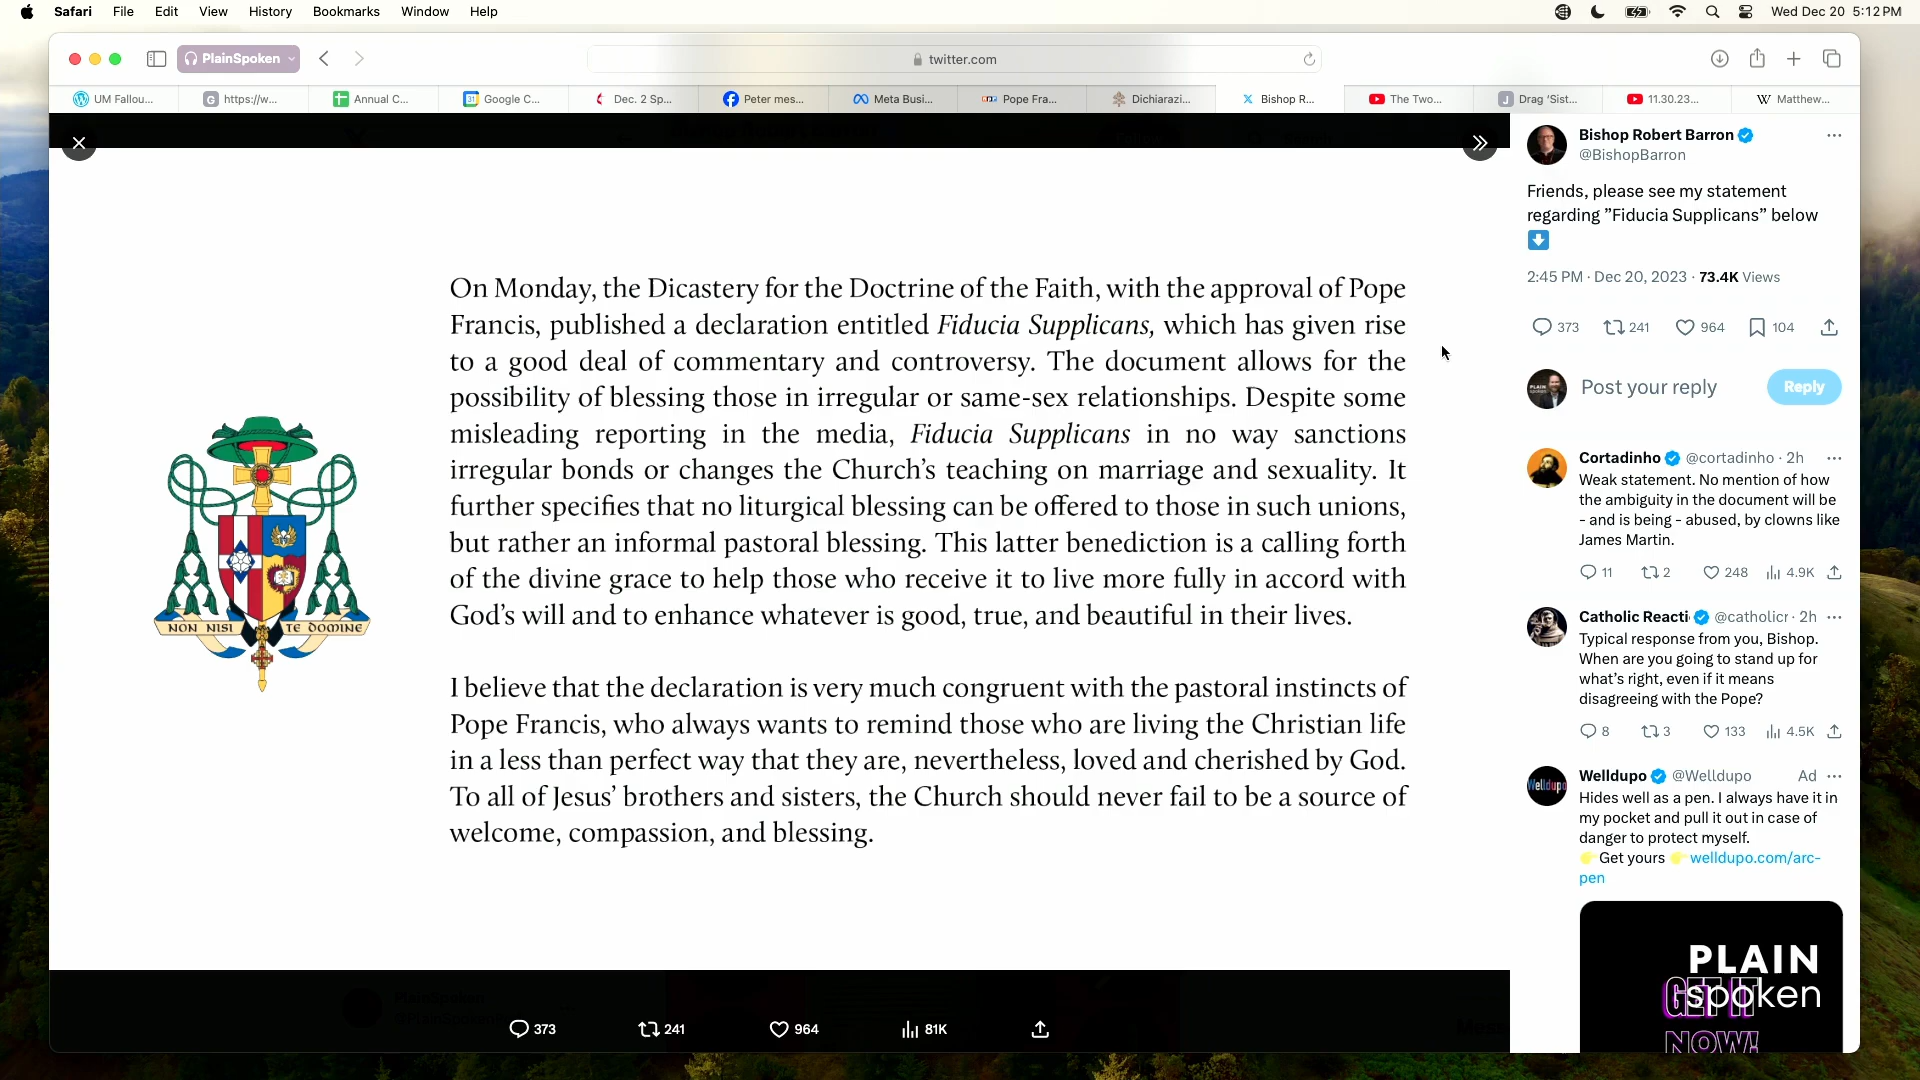 Safari File Edit View History Bookmarks Window Help
Wed Dec 20 5:12 PM
PlainSpoken
twitter.com
UM Fallou...
https://w...
Annual C...
31 Google C...
Dec. 2 Sp...
Peter mes...
Meta Busi...
Pope Fra...
Dichiarazi...
Bishop R...
The Two...
Drag ‘Sist...
11.30.23...
Matthew...
On Monday, the Dicastery for the Doctrine of the Faith, with the approval of Pope
Francis, published a declaration entitled Fiducia Supplicans, which has given rise
to a good deal of commentary and controversy. The document allows for the
possibility of blessing those in irregular or same-sex relationships. Despite some
misleading reporting in the media, Fiducia Supplicans in no way sanctions
irregular bonds or changes the Church’s teaching on marriage and sexuality. It
further specifies that no liturgical blessing can be offered to those in such unions,
but rather an informal pastoral blessing. This latter benediction is a calling forth
of the divine grace to help those who receive it to live more fully in accord with
God’s will and to enhance whatever is good, true, and beautiful in their lives.
I believe that the declaration is very much congruent with the pastoral instincts of
Pope Francis, who always wants to remind those who are living the Christian life
in a less than perfect way that they are, nevertheless, loved and cherished by God.
To all of Jesus’ brothers and sisters, the Church should never fail to be a source of
welcome, compassion, and blessing.
NON NISI TE DOMINE
373 241 964 81K
Bishop Robert Barron
@BishopBarron
Friends, please see my statement
regarding ”Fiducia Supplicans” below
2:45 PM · Dec 20, 2023 · 73.4K Views
373 241 964 104
Post your reply Reply
Cortadinho @cortadinho · 2h
Weak statement. No mention of how
the ambiguity in the document will be
- and is being - abused, by clowns like
James Martin.
11 2 248 4.9K
Catholic Reacti @catholicr · 2h
Typical response from you, Bishop.
When are you going to stand up for
what’s right, even if it means
disagreeing with the Pope?
8 3 133 4.5K
Welldupo @Welldupo Ad
Hides well as a pen. I always have it in
my pocket and pull it out in case of
danger to protect myself.
Get yours welldupo.com/arc-
pen
Welldupo
PLAIN
spoken
GET IT
NOW!